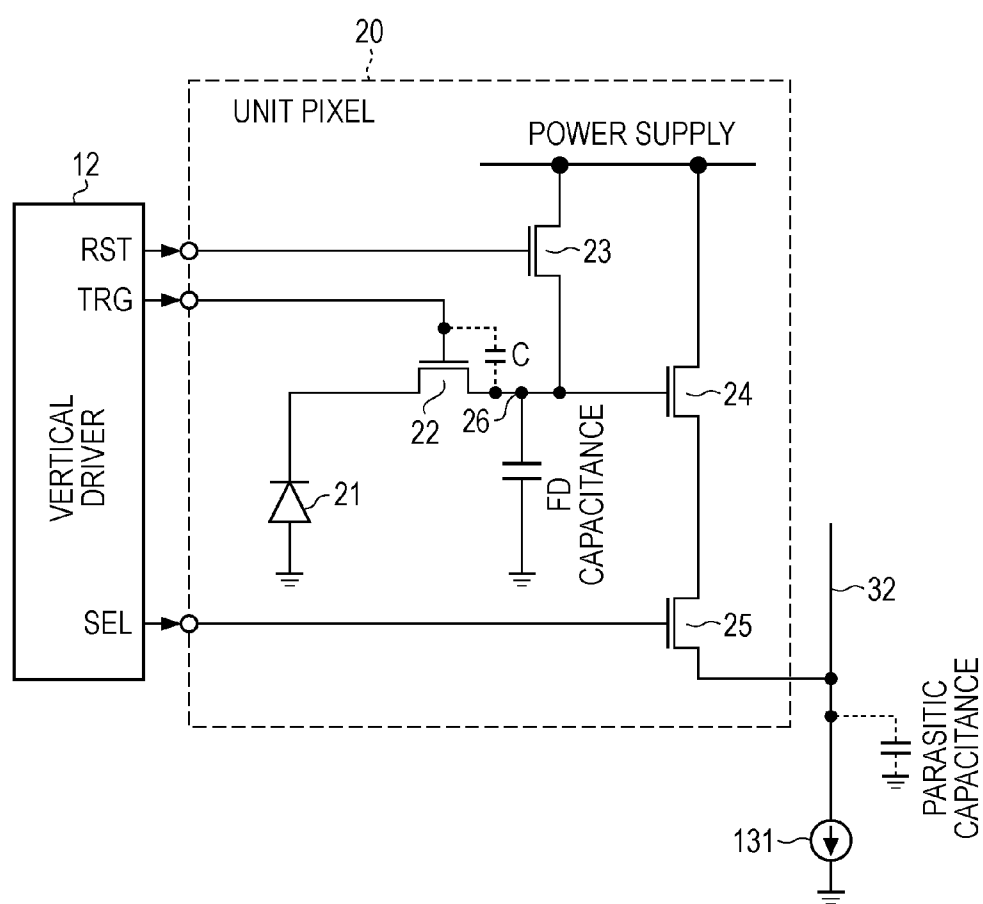 20
UNIT PIXEL
POWER SUPPLY
12
RST
TRG
23
C
22
26
24
VERTICAL
DRIVER
21
FD
CAPACITANCE
SEL
25
32
PARASITIC
CAPACITANCE
131